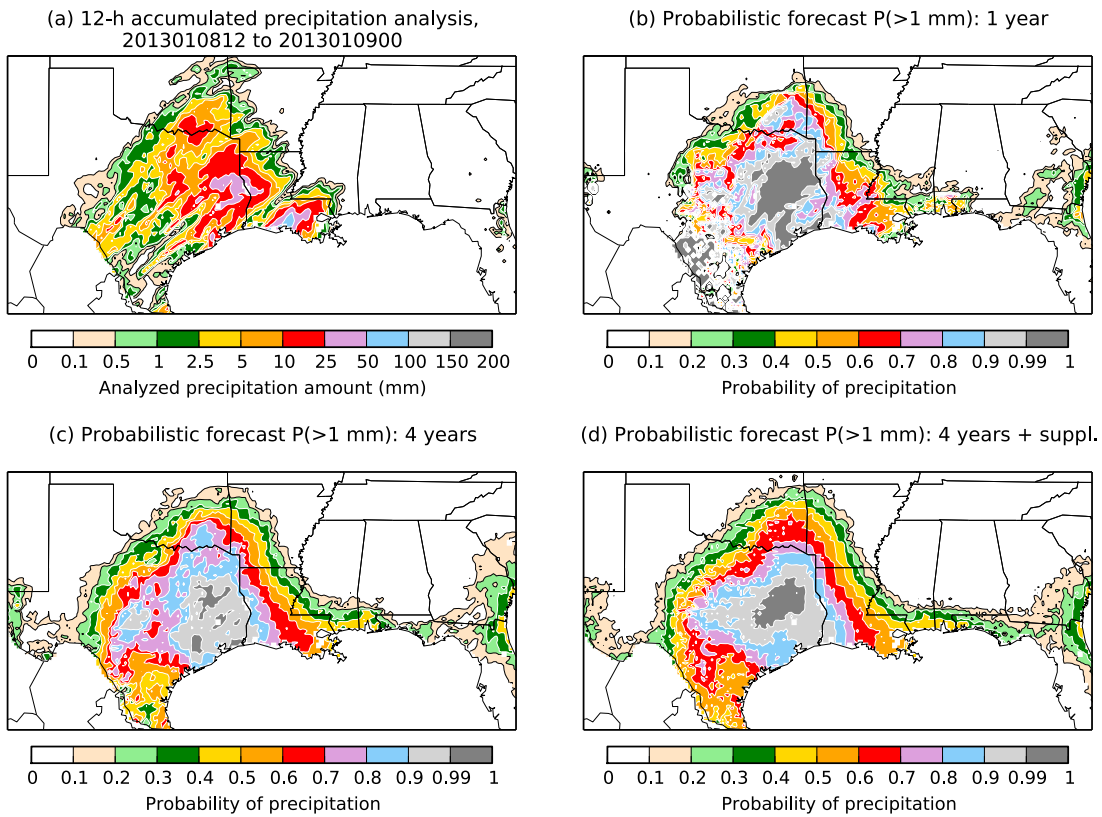 (a) 12-h accumulated precipitation analysis,
2013010812 to 2013010900
(b) Probabilistic forecast P(>1 mm): 1 year
0 0.1 0.5 1 2.5 5 10 25 50 100 150 200
Analyzed precipitation amount (mm)
0 0.1 0.2 0.3 0.4 0.5 0.6 0.7 0.8 0.9 0.99 1
Probability of precipitation
(c) Probabilistic forecast P(>1 mm): 4 years
(d) Probabilistic forecast P(>1 mm): 4 years + suppl.
0 0.1 0.2 0.3 0.4 0.5 0.6 0.7 0.8 0.9 0.99 1
Probability of precipitation
0 0.1 0.2 0.3 0.4 0.5 0.6 0.7 0.8 0.9 0.99 1
Probability of precipitation